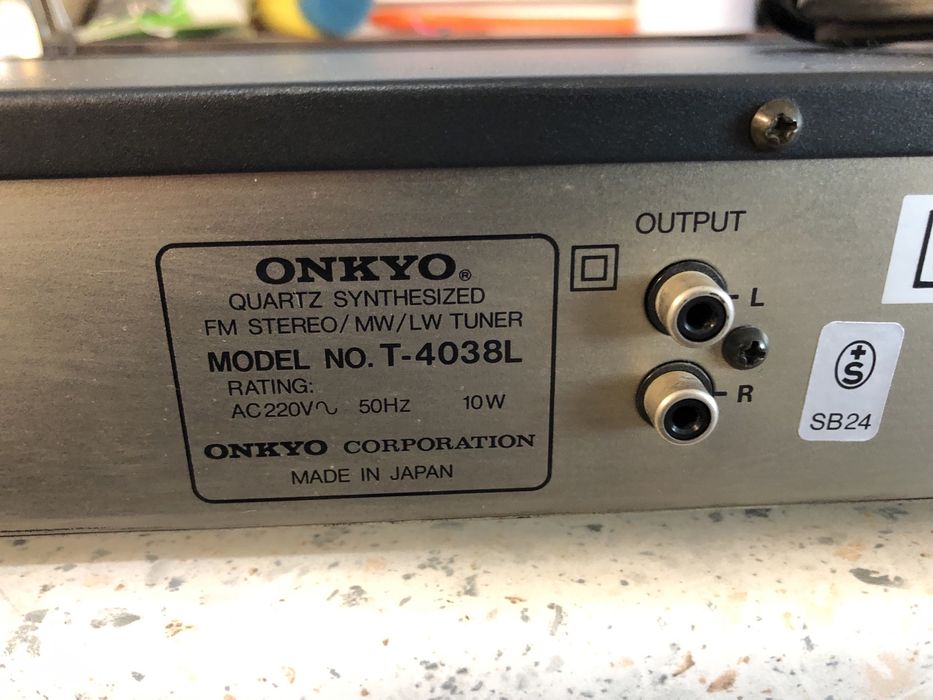 ONKYO®
QUARTZ SYNTHESIZED
FM STEREO/MW/LW TUNER
MODEL NO. T-4038L
RATING:
AC220V∿ 50Hz 10W
ONKYO CORPORATION
MADE IN JAPAN
OUTPUT
L
R
+S
SB24